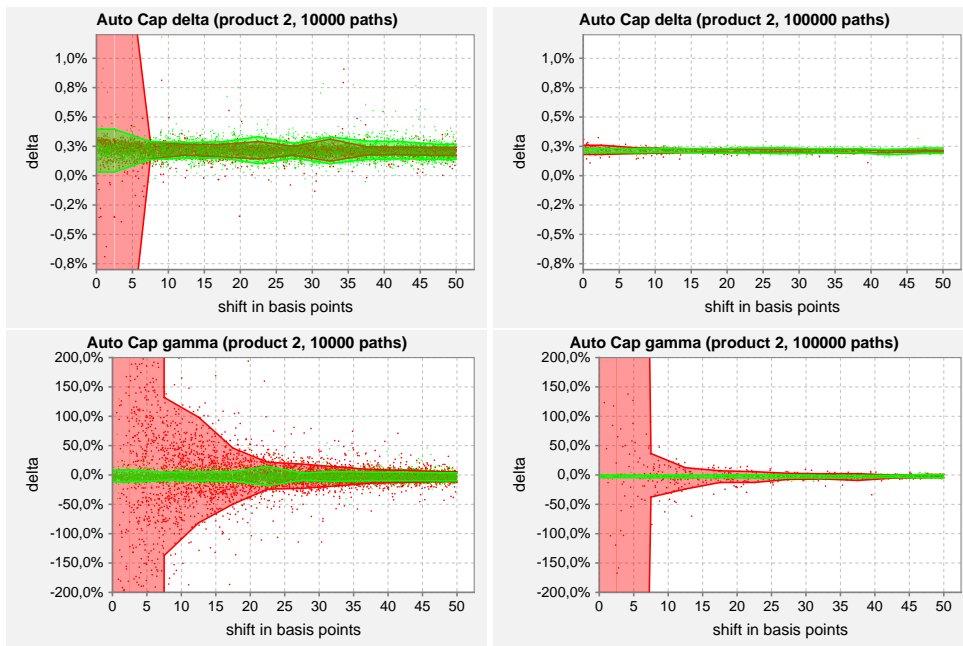 Auto Cap delta (product 2, 10000 paths)
1,0%
0,8%
0,5%
0,3%
0,0%
-0,2%
-0,5%
-0,8%
delta
0 5 10 15 20 25 30 35 40 45 50
shift in basis points
Auto Cap delta (product 2, 100000 paths)
1,0%
0,8%
0,5%
0,3%
0,0%
-0,2%
-0,5%
-0,8%
delta
0 5 10 15 20 25 30 35 40 45 50
shift in basis points
Auto Cap gamma (product 2, 10000 paths)
200,0%
150,0%
100,0%
50,0%
0,0%
-50,0%
-100,0%
-150,0%
-200,0%
delta
0 5 10 15 20 25 30 35 40 45 50
shift in basis points
Auto Cap gamma (product 2, 100000 paths)
200,0%
150,0%
100,0%
50,0%
0,0%
-50,0%
-100,0%
-150,0%
-200,0%
delta
0 5 10 15 20 25 30 35 40 45 50
shift in basis points